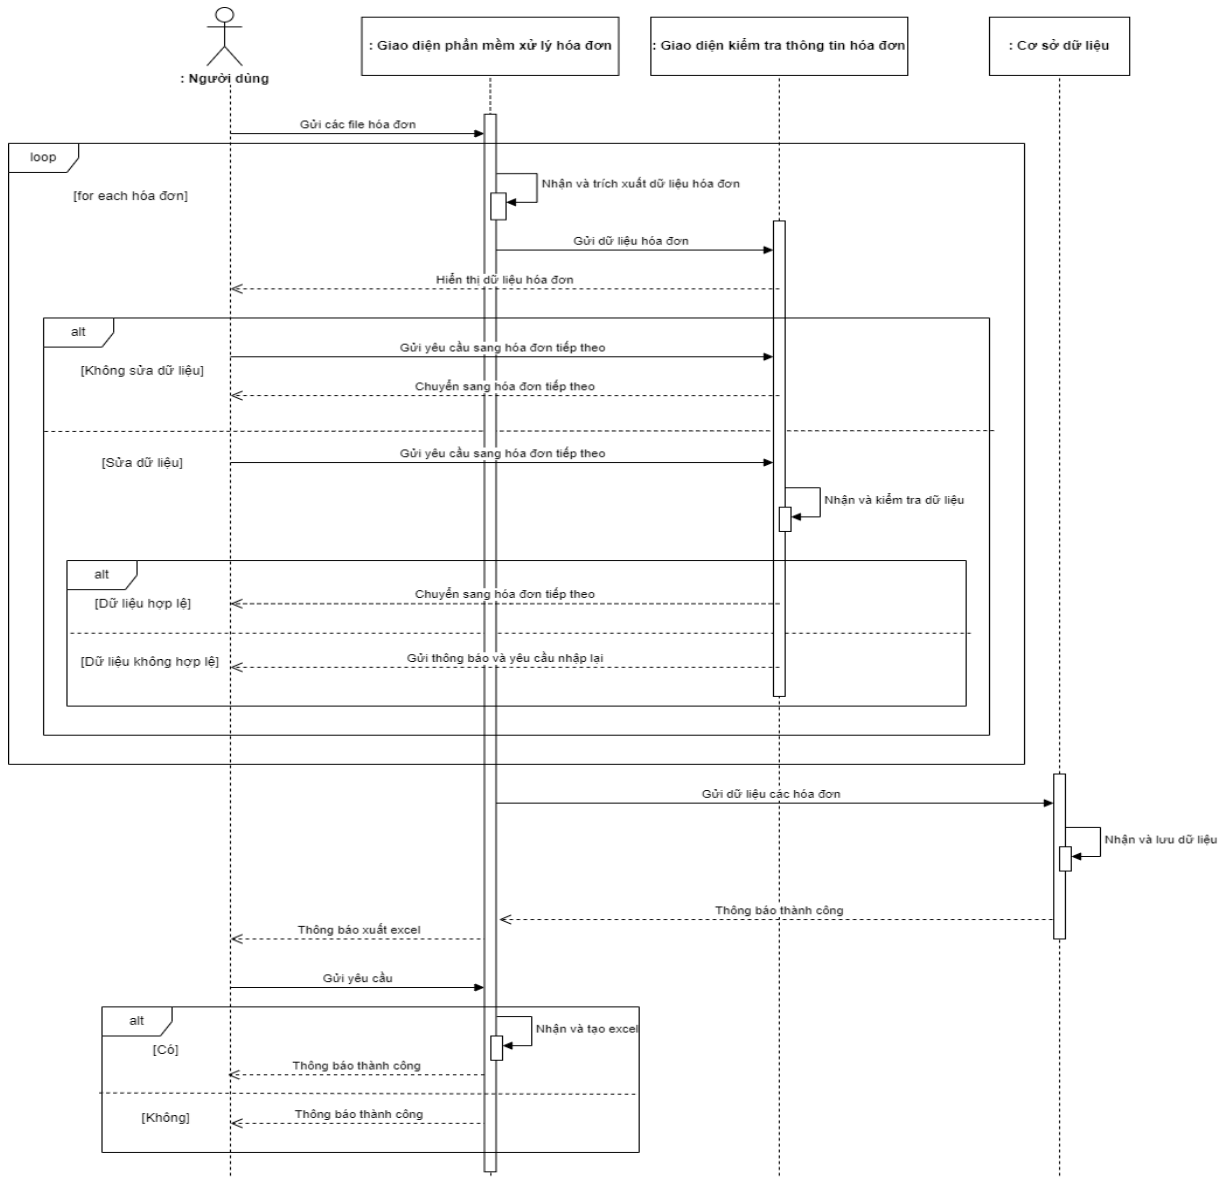 : Người dùng
: Giao diện phần mềm xử lý hóa đơn
: Giao diện kiểm tra thông tin hóa đơn
: Cơ sở dữ liệu
Gửi các file hóa đơn
loop
[for each hóa đơn]
Nhận và trích xuất dữ liệu hóa đơn
Gửi dữ liệu hóa đơn
Hiển thị dữ liệu hóa đơn
alt
Gửi yêu cầu sang hóa đơn tiếp theo
[Không sửa dữ liệu]
Chuyển sang hóa đơn tiếp theo
Gửi yêu cầu sang hóa đơn tiếp theo
[Sửa dữ liệu]
Nhận và kiểm tra dữ liệu
alt
Chuyển sang hóa đơn tiếp theo
[Dữ liệu hợp lệ]
Gửi thông báo và yêu cầu nhập lại
[Dữ liệu không hợp lệ]
Gửi dữ liệu các hóa đơn
Nhận và lưu dữ liệu
Thông báo thành công
Thông báo xuất excel
Gửi yêu cầu
alt
Nhận và tạo excel
[Có]
Thông báo thành công
Thông báo thành công
[Không]